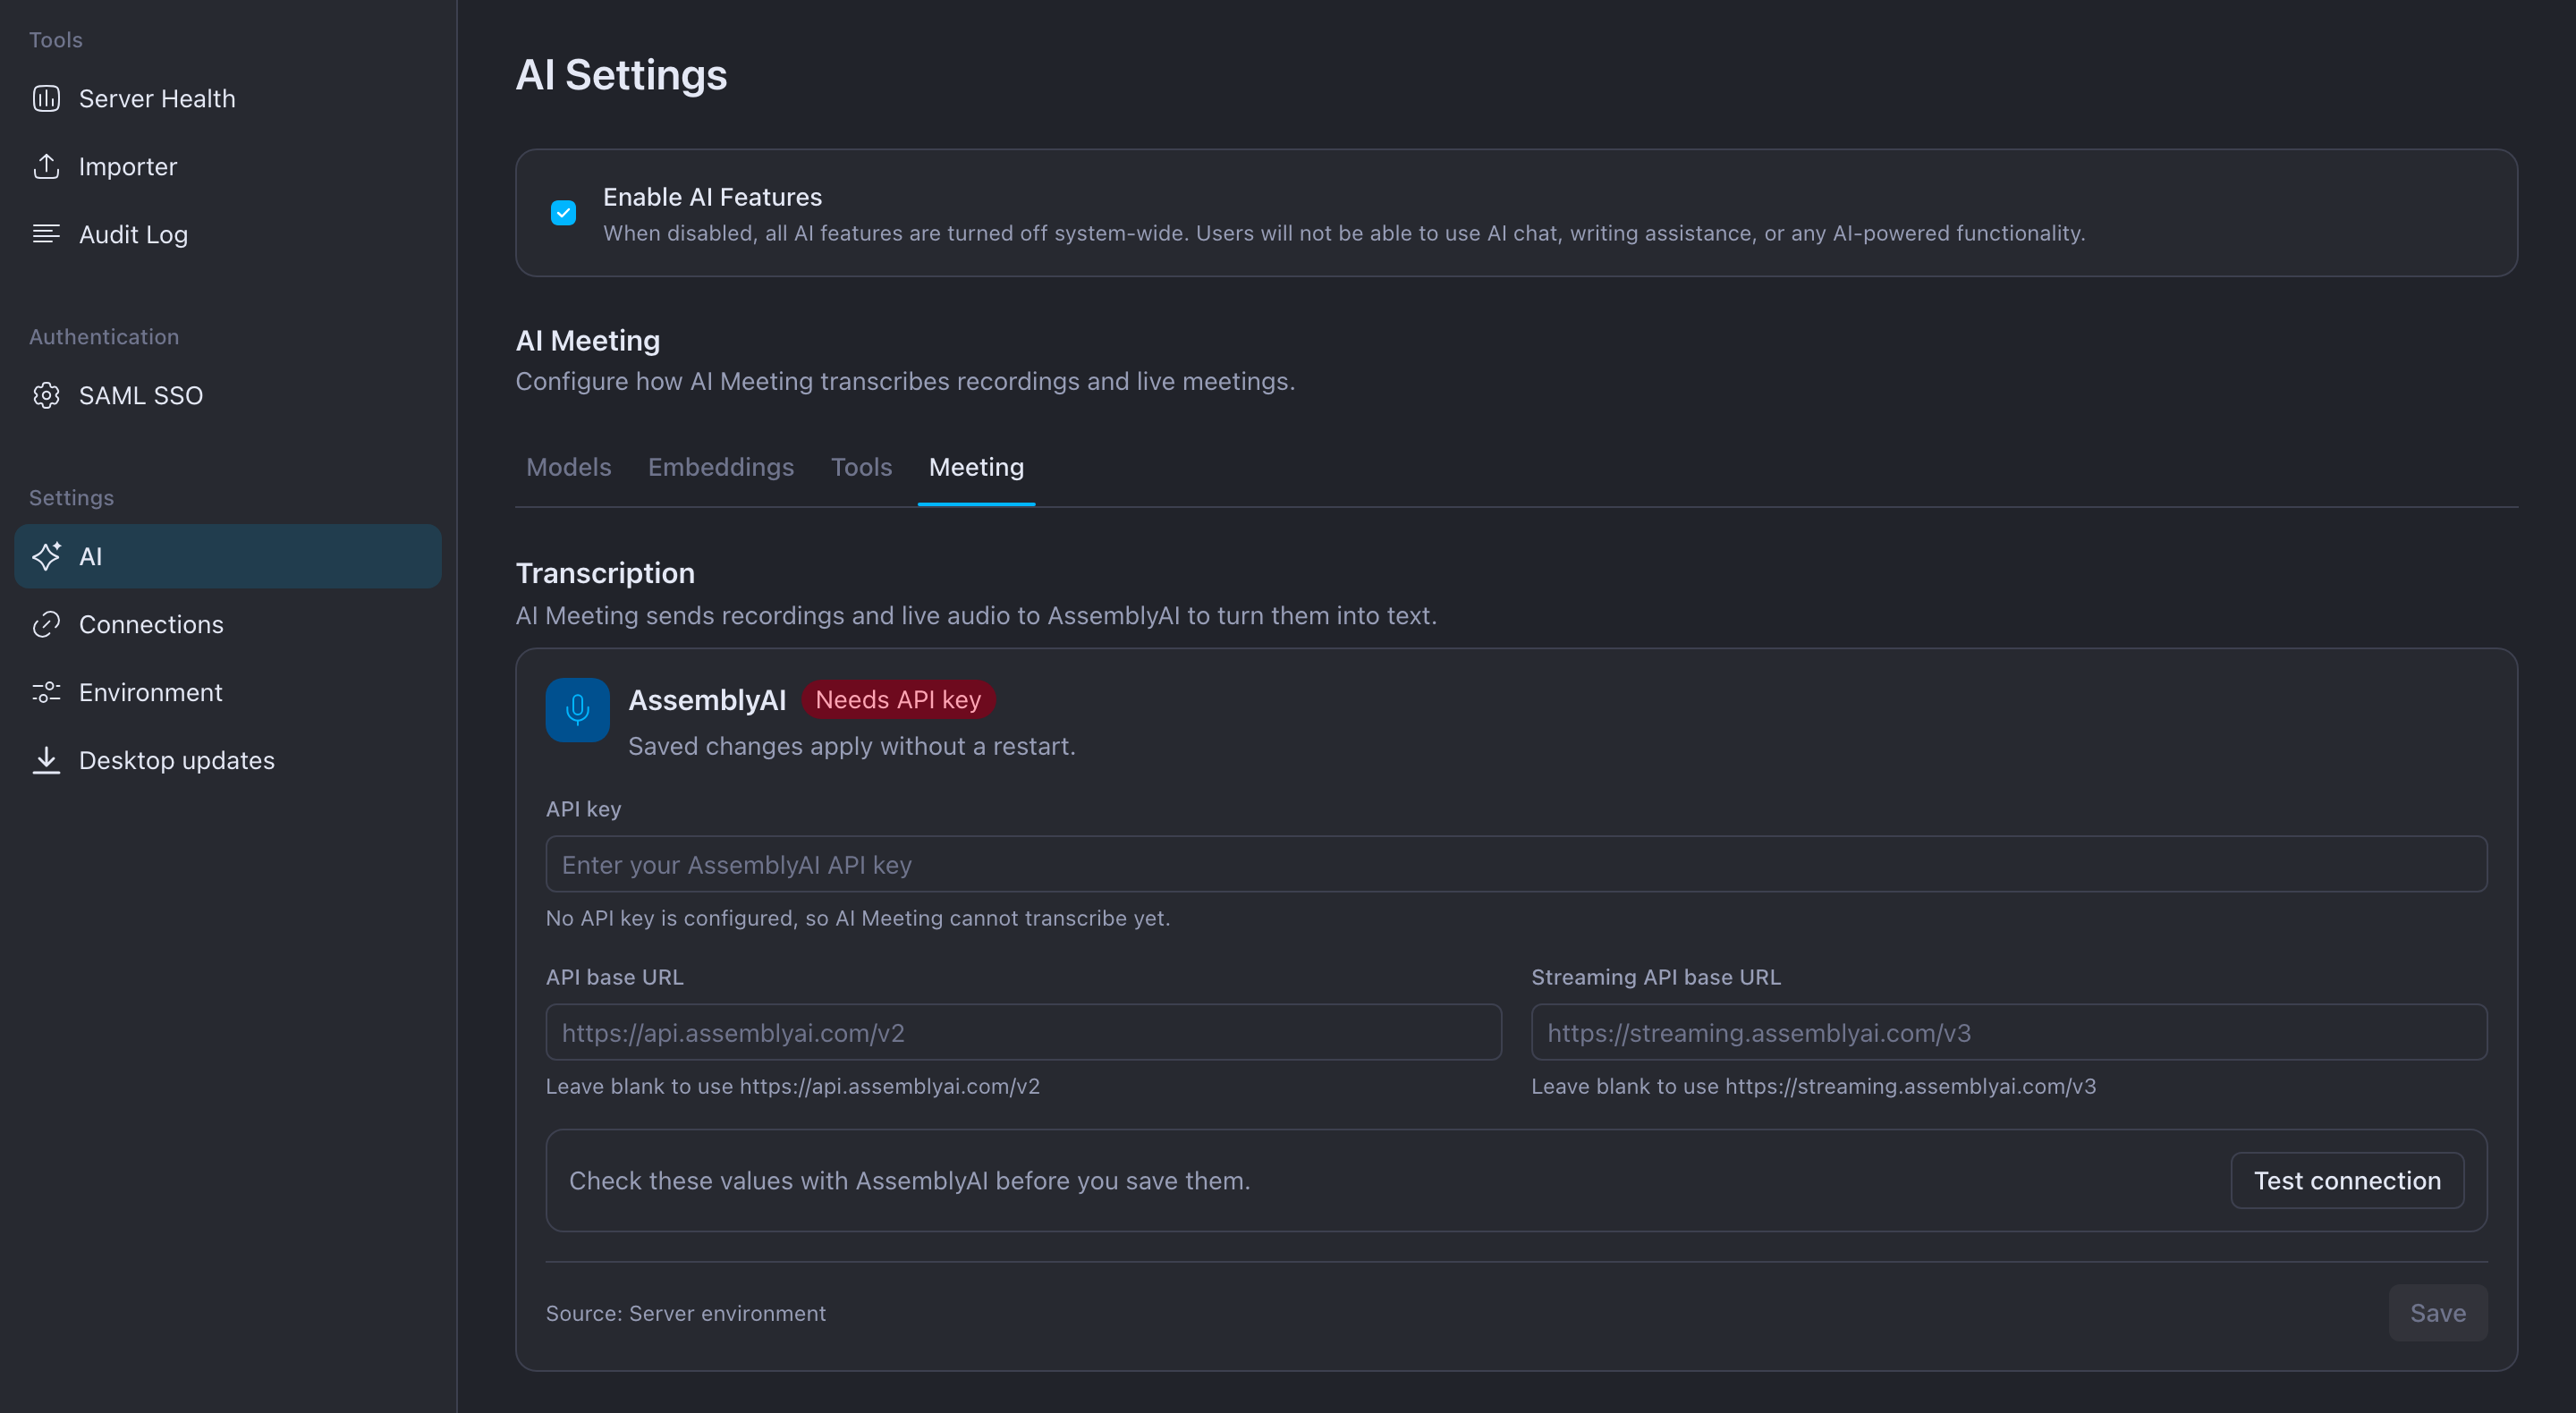 Tools
Server Health
Importer
Audit Log
Authentication
SAML SSO
Settings
AI
Connections
Environment
Desktop updates
AI Settings
Enable AI Features
When disabled, all AI features are turned off system-wide. Users will not be able to use AI chat, writing assistance, or any AI-powered functionality.
AI Meeting
Configure how AI Meeting transcribes recordings and live meetings.
Models Embeddings Tools Meeting
Transcription
AI Meeting sends recordings and live audio to AssemblyAI to turn them into text.
AssemblyAI Needs API key
Saved changes apply without a restart.
API key
Enter your AssemblyAI API key
No API key is configured, so AI Meeting cannot transcribe yet.
API base URL
https://api.assemblyai.com/v2
Leave blank to use https://api.assemblyai.com/v2
Streaming API base URL
https://streaming.assemblyai.com/v3
Leave blank to use https://streaming.assemblyai.com/v3
Check these values with AssemblyAI before you save them.
Test connection
Source: Server environment
Save